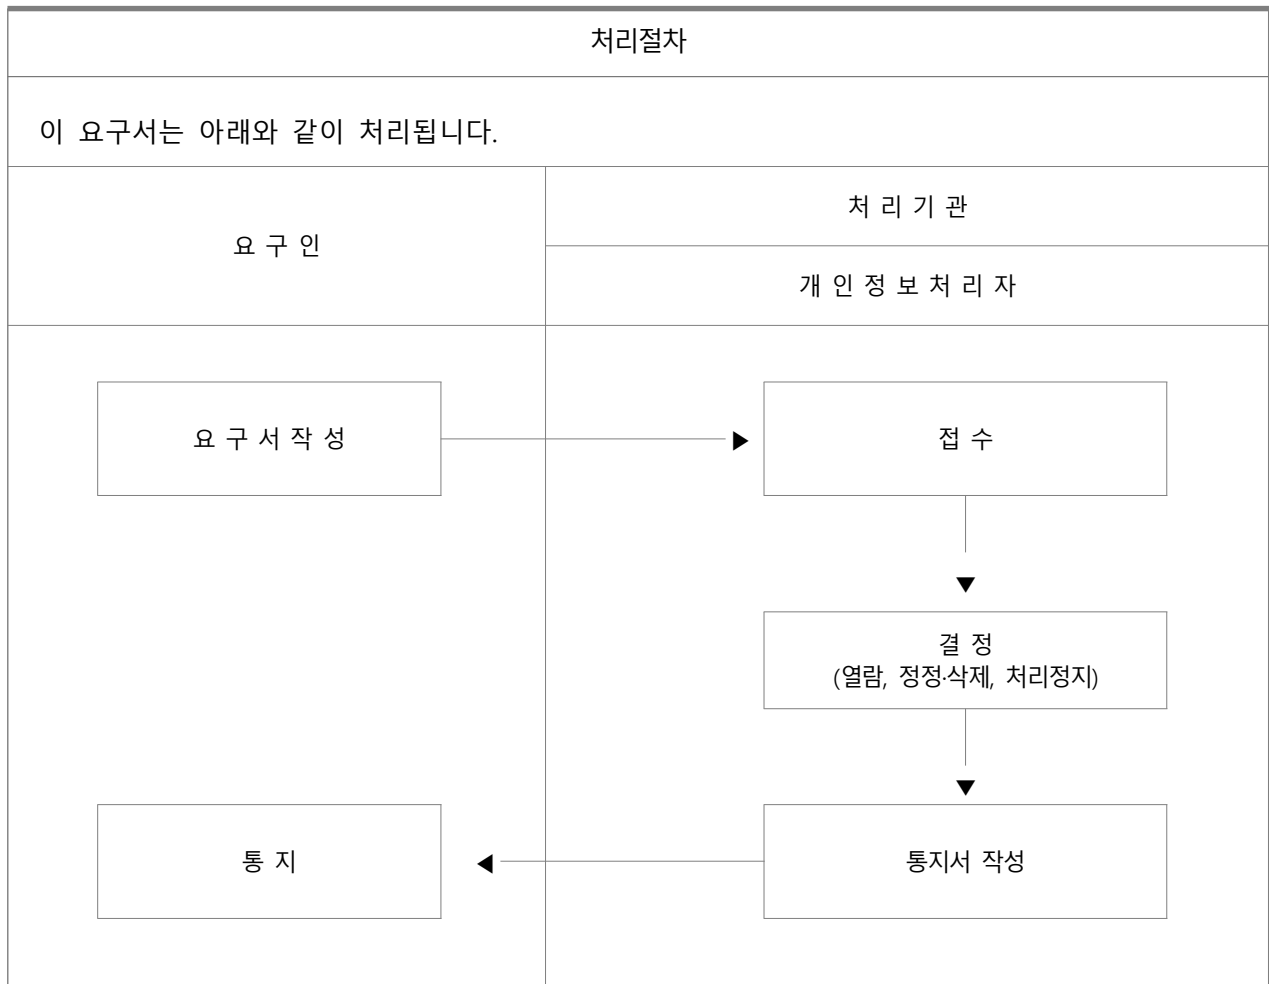 처리절차
이 요구서는 아래와 같이 처리됩니다.
요 구 인
처 리 기 관
개 인 정 보 처 리 자
요 구 서 작 성
접 수
결 정
(열람, 정정·삭제, 처리정지)
통 지
통지서 작성